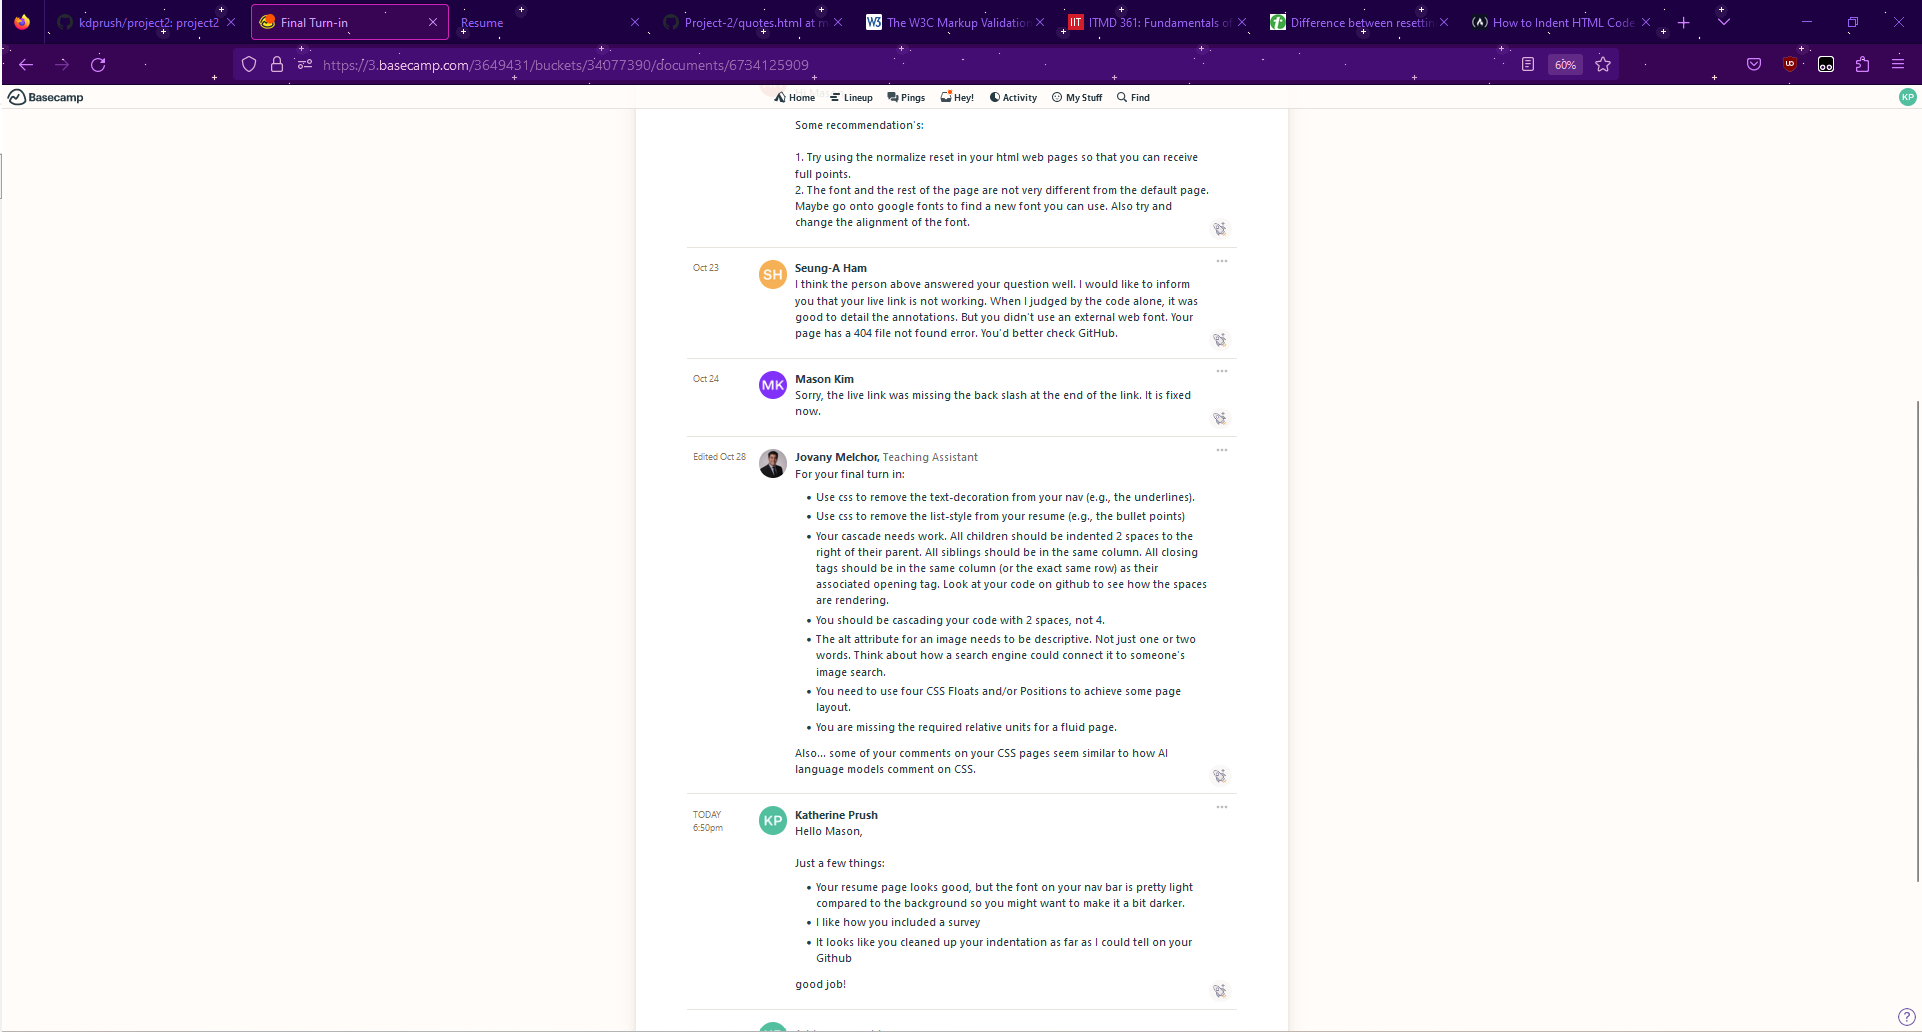 kdprush/project2: project2
Final Turn-in
Resume
Project-2/quotes.html at m
The W3C Markup Validation
ITMD 361: Fundamentals of
Difference between resettin
How to Indent HTML Code
https://3.basecamp.com/3649431/buckets/34077390/documents/6734125909
60%
Basecamp
Home
Lineup
Pings
Hey!
Activity
My Stuff
Find
KP
Some recommendation's:
1. Try using the normalize reset in your html web pages so that you can receive
full points.
2. The font and the rest of the page are not very different from the default page.
Maybe go onto google fonts to find a new font you can use. Also try and
change the alignment of the font.
Oct 23
SH
Seung-A Ham
I think the person above answered your question well. I would like to inform
you that your live link is not working. When I judged by the code alone, it was
good to detail the annotations. But you didn't use an external web font. Your
page has a 404 file not found error. You'd better check GitHub.
Oct 24
MK
Mason Kim
Sorry, the live link was missing the back slash at the end of the link. It is fixed
now.
Edited Oct 28
Jovany Melchor, Teaching Assistant
For your final turn in:
• Use css to remove the text-decoration from your nav (e.g., the underlines).
• Use css to remove the list-style from your resume (e.g., the bullet points)
• Your cascade needs work. All children should be indented 2 spaces to the
right of their parent. All siblings should be in the same column. All closing
tags should be in the same column (or the exact same row) as their
associated opening tag. Look at your code on github to see how the spaces
are rendering.
• You should be cascading your code with 2 spaces, not 4.
• The alt attribute for an image needs to be descriptive. Not just one or two
words. Think about how a search engine could connect it to someone's
image search.
• You need to use four CSS Floats and/or Positions to achieve some page
layout.
• You are missing the required relative units for a fluid page.
Also... some of your comments on your CSS pages seem similar to how AI
language models comment on CSS.
TODAY
6:50pm
KP
Katherine Prush
Hello Mason,
Just a few things:
• Your resume page looks good, but the font on your nav bar is pretty light
compared to the background so you might want to make it a bit darker.
• I like how you included a survey
• It looks like you cleaned up your indentation as far as I could tell on your
Github
good job!